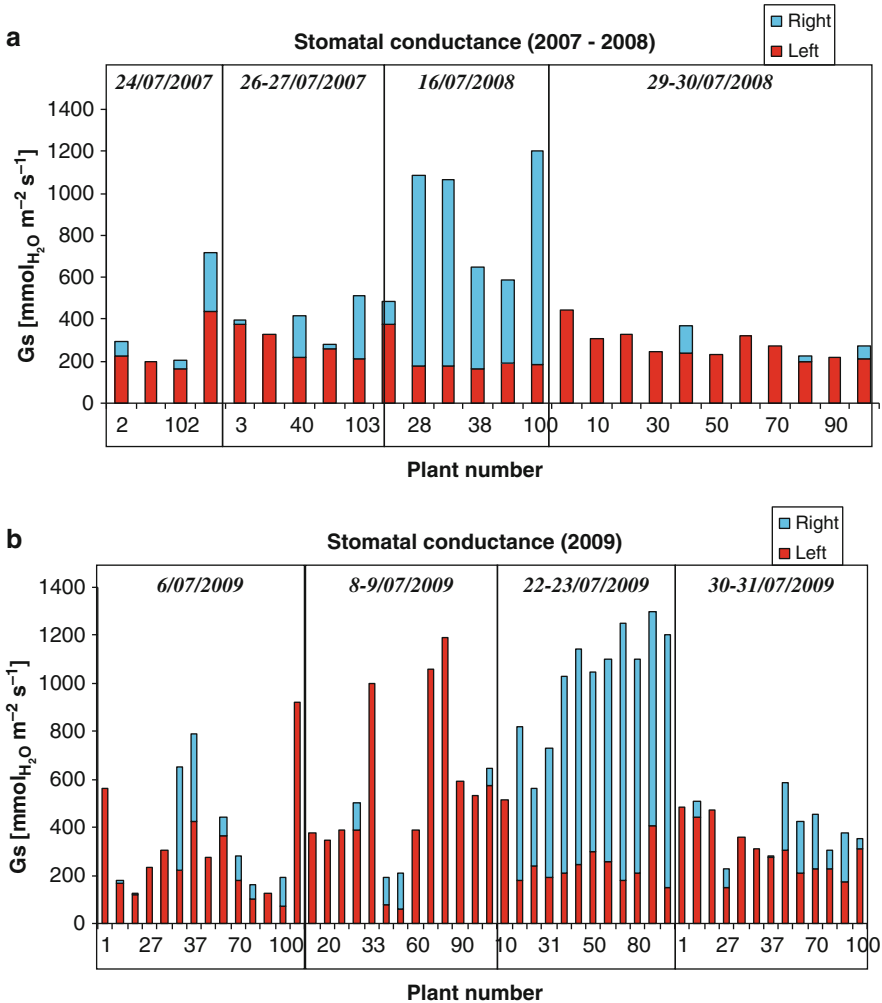 a
Stomatal conductance (2007 - 2008)
Right
Left
24/07/2007 26-27/07/2007 16/07/2008 29-30/07/2008
1400
1200
1000
800
600
400
200
0
Gs [mmol_H₂O m⁻² s⁻¹]
2 102 3 40 103 28 38 100 10 30 50 70 90
Plant number
b
Stomatal conductance (2009)
Right
Left
6/07/2009 8-9/07/2009 22-23/07/2009 30-31/07/2009
1400
1200
1000
800
600
400
200
0
Gs [mmol_H₂O m⁻² s⁻¹]
1 27 37 70 100 20 33 60 90 10 31 50 80 1 27 37 70 100
Plant number